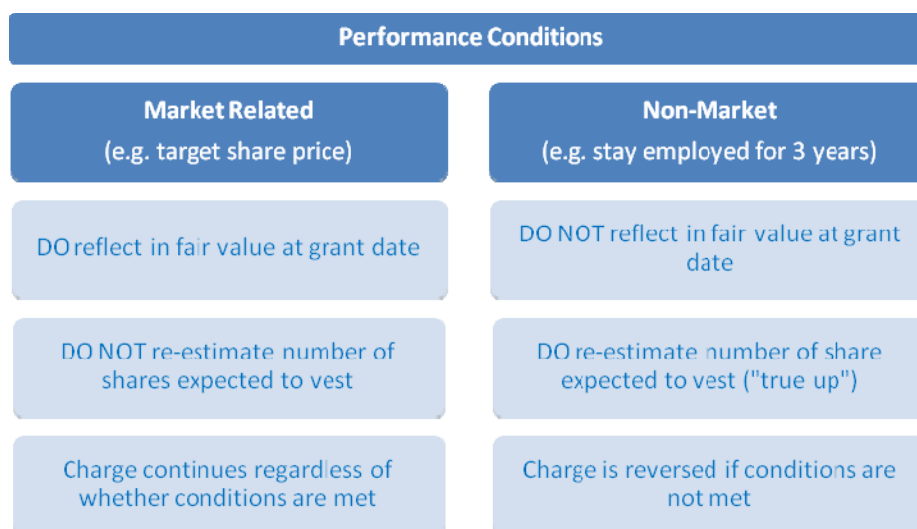 Performance Conditions
Market Related
(e.g. target share price)
Non-Market
(e.g. stay employed for 3 years)
DO reflect in fair value at grant date
DO NOT reflect in fair value at grant
date
DO NOT re-estimate number of
shares expected to vest
DO re-estimate number of share
expected to vest ("true up")
Charge continues regardless of
whether conditions are met
Charge is reversed if conditions are
not met